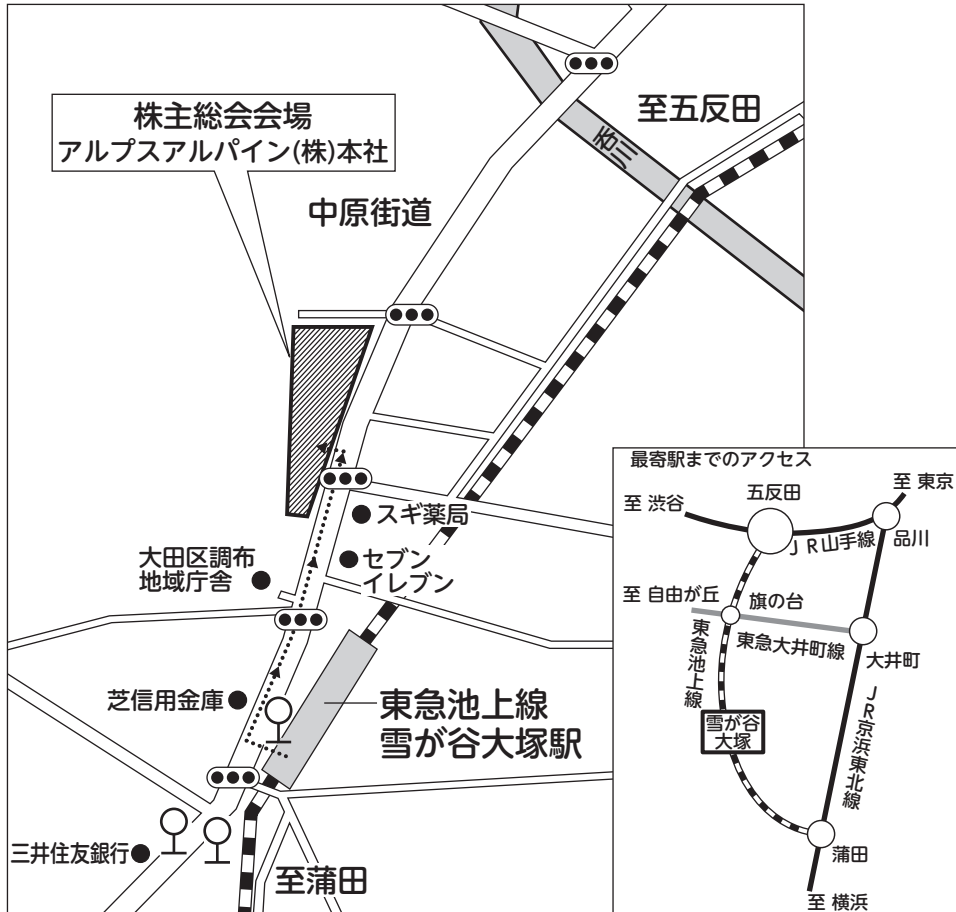 株主総会会場
アルプスアルパイン(株)本社
至五反田
呑川
中原街道
スギ薬局
セブン
イレブン
大田区調布
地域庁舎
芝信用金庫
東急池上線
雪が谷大塚駅
三井住友銀行
至蒲田
最寄駅までのアクセス
至 東京
五反田
至 渋谷
品川
ＪＲ山手線
至 自由が丘
旗の台
東急大井町線
大井町
東急池上線
ＪＲ京浜東北線
雪が谷
大塚
蒲田
至 横浜